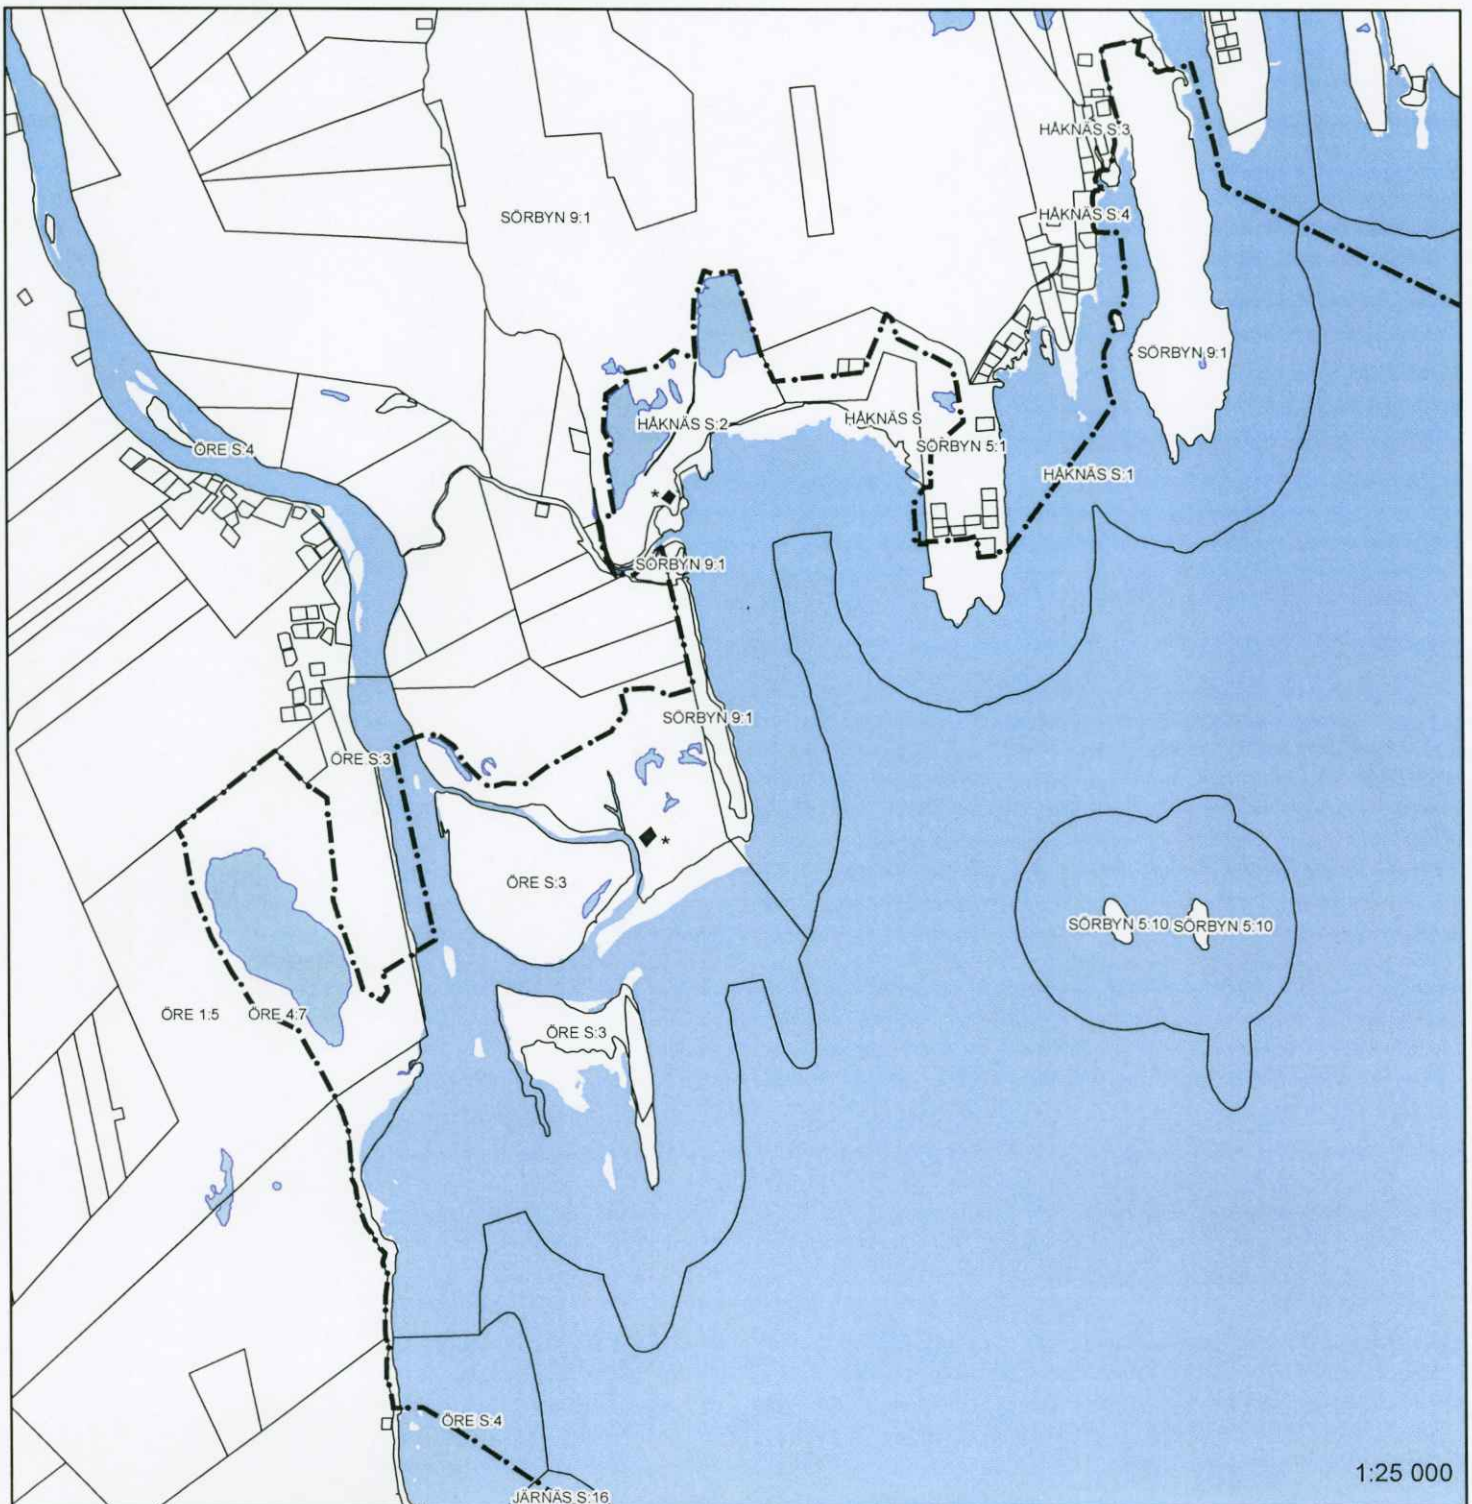 HÅKNÄS S:3
SÖRBYN 9:1
HÅKNÄS S:4
SÖRBYN 9:1
HÅKNÄS S:2
HÅKNÄS S
SÖRBYN 5:1
ÖRE S:4
HÅKNÄS S:1
*
SÖRBYN 9:1
SÖRBYN 9:1
ÖRE S:3
*
ÖRE S:3
SÖRBYN 5:10 SÖRBYN 5:10
ÖRE 1:5 ÖRE 4:7
ÖRE S:3
ÖRE S:4
1:25 000
JÄRNÄS S:16